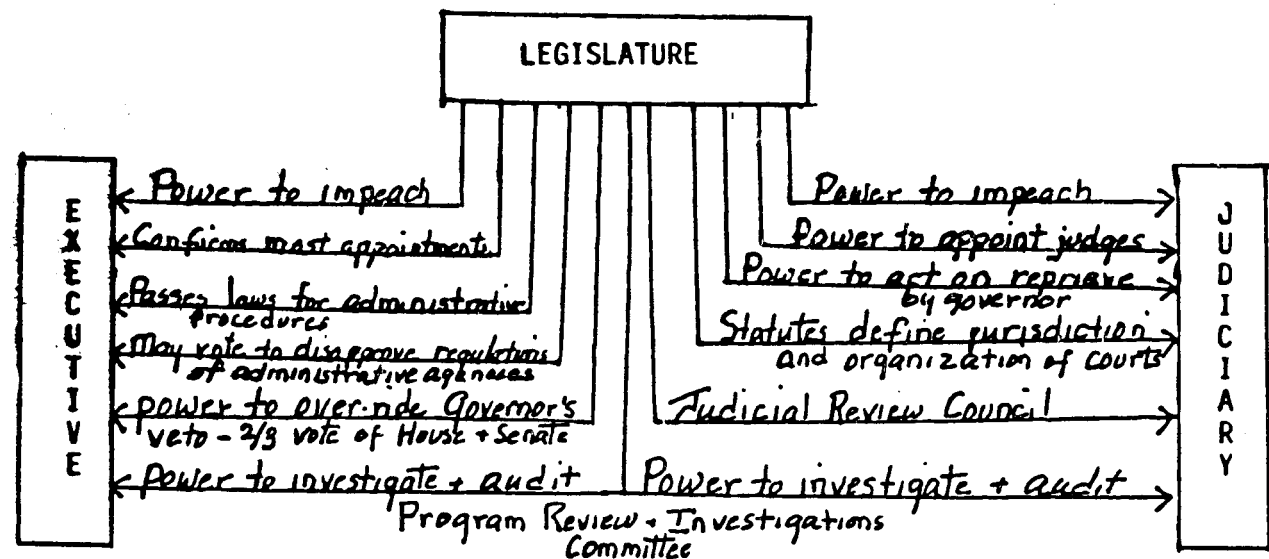 LEGISLATURE
EXECUTIVE
Power to impeach
Confirms most appointments
Passes laws for administrative
procedures
May vote to disapprove regulations
of administrative agencies
power to over-ride Governor's
veto - 2/3 vote of House + Senate
power to investigate + audit
Power to impeach
Power to appoint judges
Power to act on reprieve
by governor
Statutes define jurisdiction
and organization of courts
Judicial Review Council
Power to investigate + audit
Program Review + Investigations
Committee
JUDICIARY